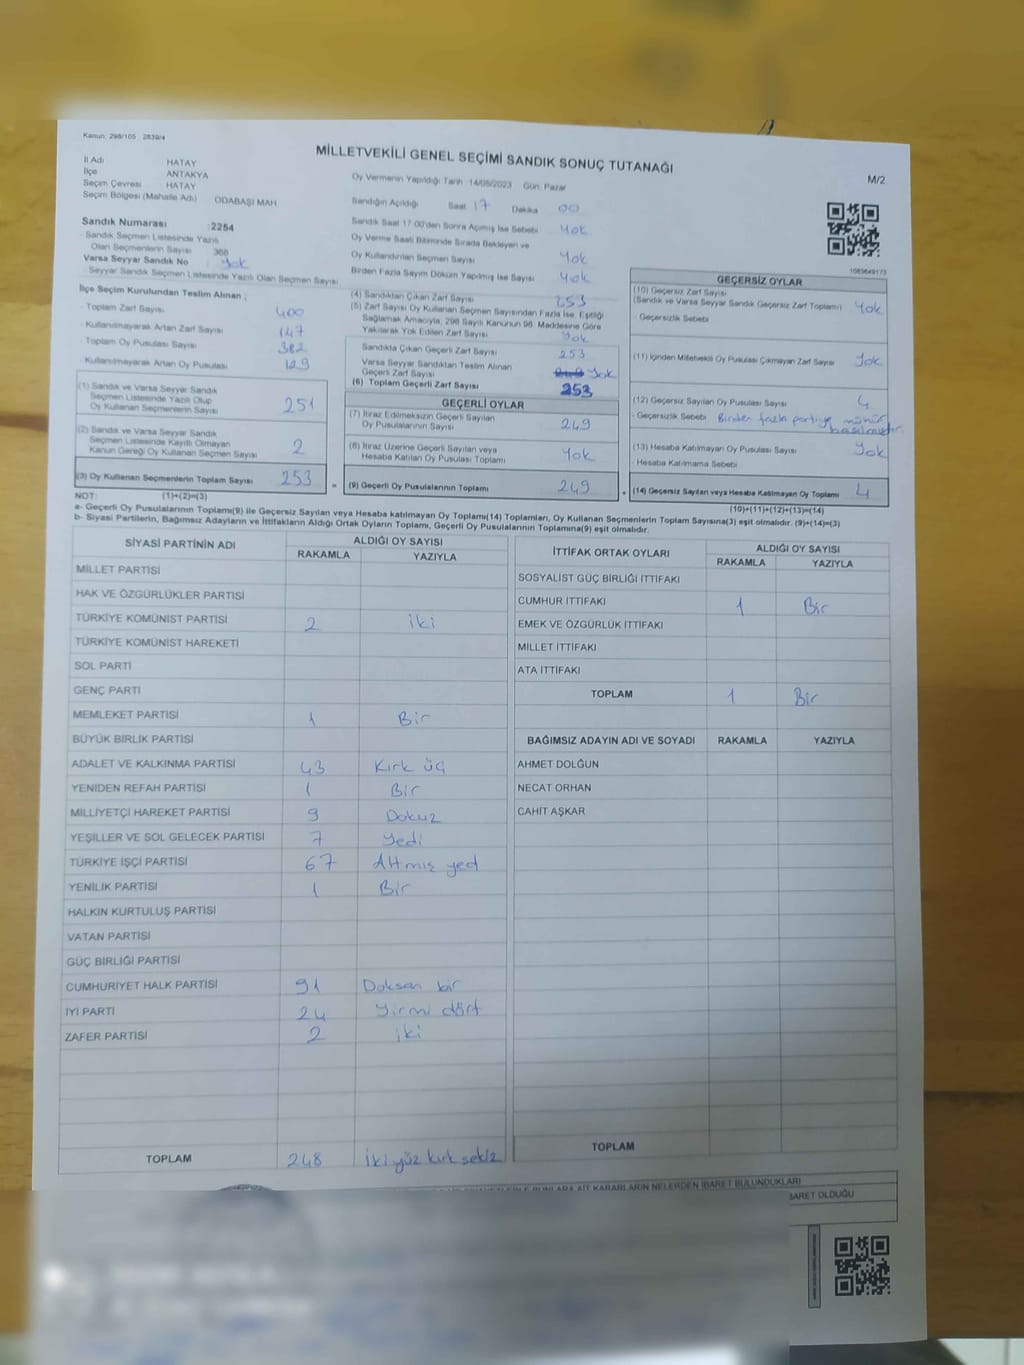 Kanun: 298/105 , 2839/4
MİLLETVEKİLİ GENEL SEÇİMİ SANDIK SONUÇ TUTANAĞI
M/2
İl Adı HATAY
İlçe ANTAKYA
Seçim Çevresi HATAY
Seçim Bölgesi (Mahalle Adı) ODABAŞI MAH
Sandık Numarası :2254
Sandık Seçmen Listesinde Yazılı
Olan Seçmenlerin Sayısı 368
Varsa Seyyar Sandık No Yok
Seyyar Sandık Seçmen Listesinde Yazılı Olan Seçmen Sayısı
İlçe Seçim Kurulundan Teslim Alınan ;
Toplam Zarf Sayısı 400
Kullanılmayarak Artan Zarf Sayısı 147
Toplam Oy Pusulası Sayısı 382
Kullanılmayarak Artan Oy Pusulası 129
(1) Sandık ve Varsa Seyyar Sandık
Seçmen Listesinde Yazılı Olup
Oy Kullanan Seçmenlerin Sayısı 251
(2) Sandık ve Varsa Seyyar Sandık
Seçmen Listesinde Kayıtlı Olmayan
Kanun Gereği Oy Kullanan Seçmen Sayısı 2
(3) Oy Kullanan Seçmenlerin Toplam Sayısı 253
Oy Vermenin Yapıldığı Tarih :14/05/2023 Gün: Pazar
Sandığın Açıldığı Saat 17 Dakika 00
Sandık Saat 17:00'den Sonra Açılmış İse Sebebi Yok
Oy Verme Saati Bitiminde Sırada Bekleyen ve
Oy Kullandırılan Seçmen Sayısı Yok
Birden Fazla Sayım Döküm Yapılmış İse Sayısı Yok
(4) Sandıktan Çıkan Zarf Sayısı 253
(5) Zarf Sayısı Oy Kullanan Seçmen Sayısından Fazla İse, Eşitliği
Sağlamak Amacıyla, 298 Sayılı Kanunun 98. Maddesine Göre
Yakılarak Yok Edilen Zarf Sayısı Yok
Sandıkta Çıkan Geçerli Zarf Sayısı 253
Varsa Seyyar Sandıktan Teslim Alınan
Geçerli Zarf Sayısı Yok
(6) Toplam Geçerli Zarf Sayısı 253
GEÇERLİ OYLAR
(7) İtiraz Edilmeksizin Geçerli Sayılan
Oy Pusulalarının Sayısı 249
(8) İtiraz Üzerine Geçerli Sayılan veya
Hesaba Katılan Oy Pusulası Toplamı Yok
= (9) Geçerli Oy Pusulalarının Toplamı 249 +
1083649173
GEÇERSİZ OYLAR
(10) Geçersiz Zarf Sayısı
(Sandık ve Varsa Seyyar Sandık Geçersiz Zarf Toplamı) Yok
- Geçersizlik Sebebi
(11) İçinden Milletvekili Oy Pusulası Çıkmayan Zarf Sayısı Yok
(12) Geçersiz Sayılan Oy Pusulası Sayısı 4
- Geçersizlik Sebebi Birden fazla partiye mühür
basılmıştır.
(13) Hesaba Katılmayan Oy Pusulası Sayısı Yok
- Hesaba Katılmama Sebebi
(14) Geçersiz Sayılan veya Hesaba Katılmayan Oy Toplamı 4
NOT: (1)+(2)=(3)
(10)+(11)+(12)+(13)=(14)
a- Geçerli Oy Pusulaları Toplamı(9) ile Geçersiz Sayılan veya Hesaba Katılmayan Oy Toplamı(14) Toplamları, Oy Kullanan Seçmenlerin Toplam Sayısına(3) eşit olmalıdır. (9)+(14)=(3)
b- Siyasi Partilerin, Bağımsız Adayların ve İttifakların Aldığı Ortak Oyların Toplamı, Geçerli Oy Pusulalarının Toplamına(9) eşit olmalıdır.
SİYASİ PARTİNİN ADI ALDIĞI OY SAYISI
RAKAMLA YAZIYLA
MİLLET PARTİSİ
HAK VE ÖZGÜRLÜKLER PARTİSİ
TÜRKİYE KOMÜNİST PARTİSİ 2 iki
TÜRKİYE KOMÜNİST HAREKETİ
SOL PARTİ
GENÇ PARTİ
MEMLEKET PARTİSİ 1 Bir
BÜYÜK BİRLİK PARTİSİ
ADALET VE KALKINMA PARTİSİ 43 Kırk üç
YENİDEN REFAH PARTİSİ 1 Bir
MİLLİYETÇİ HAREKET PARTİSİ 9 Dokuz
YEŞİLLER VE SOL GELECEK PARTİSİ 7 Yedi
TÜRKİYE İŞÇİ PARTİSİ 67 Altmış yed
YENİLİK PARTİSİ 1 Bir
HALKIN KURTULUŞ PARTİSİ
VATAN PARTİSİ
GÜÇ BİRLİĞİ PARTİSİ
CUMHURİYET HALK PARTİSİ 91 Doksan bir
İYİ PARTİ 24 Yirmi dört
ZAFER PARTİSİ 2 iki
TOPLAM 248 İki yüz kırk sekiz
İTTİFAK ORTAK OYLARI ALDIĞI OY SAYISI
RAKAMLA YAZIYLA
SOSYALİST GÜÇ BİRLİĞİ İTTİFAKI
CUMHUR İTTİFAKI 1 Bir
EMEK VE ÖZGÜRLÜK İTTİFAKI
MİLLET İTTİFAKI
ATA İTTİFAKI
TOPLAM 1 Bir
BAĞIMSIZ ADAYIN ADI VE SOYADI RAKAMLA YAZIYLA
AHMET DOLĞUN
NECAT ORHAN
CAHİT AŞKAR
TOPLAM
KARARLARIN NELERDEN İBARET BULUNDUKLARI
İBARET OLDUĞU